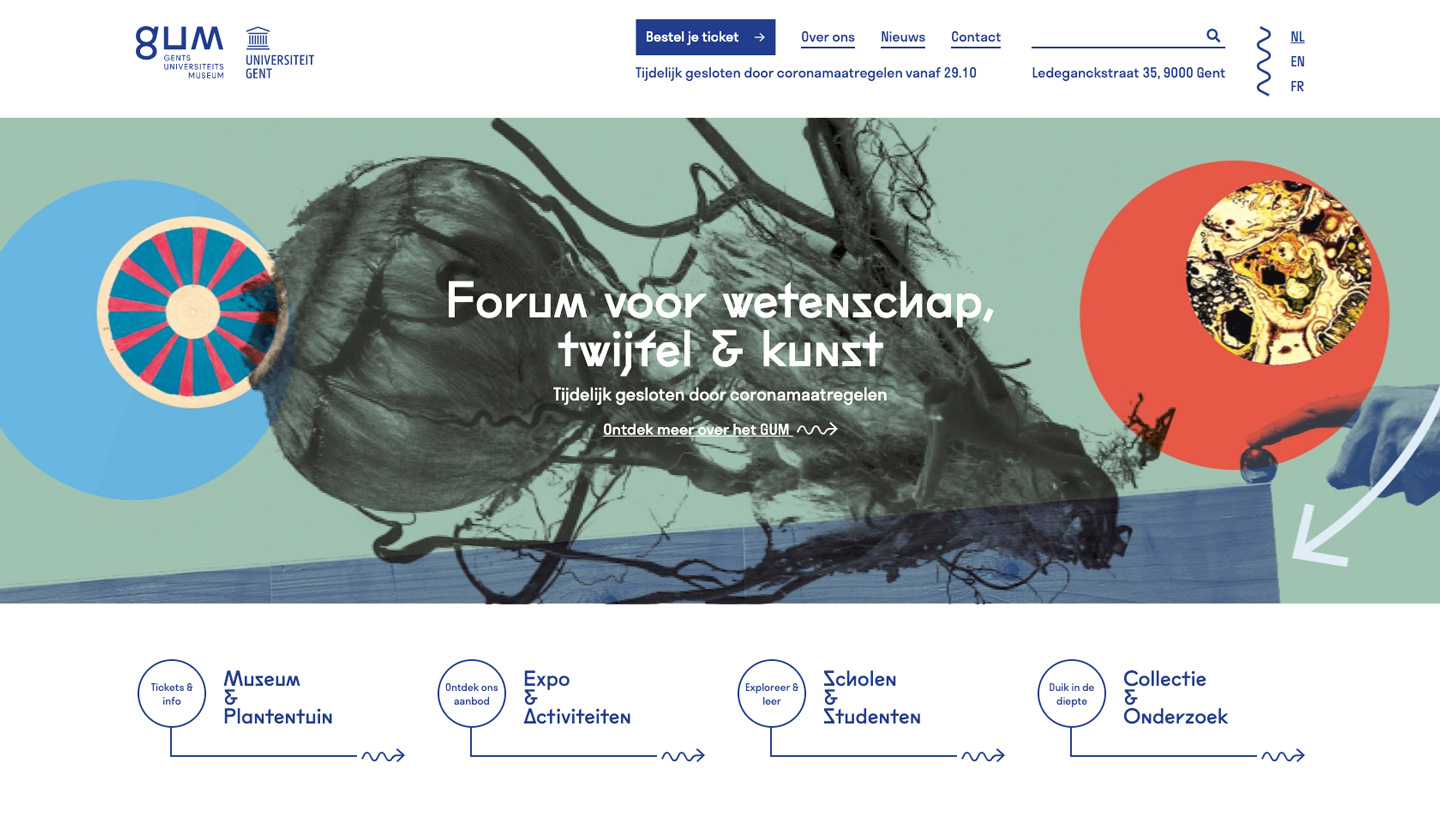 gum
GENTS
UNIVERSITEITS
MUSEUM
UNIVERSITEIT
GENT
Bestel je ticket
Over ons
Nieuws
Contact
Tijdelijk gesloten door coronamaatregelen vanaf 29.10
Ledeganckstraat 35, 9000 Gent
NL
EN
FR
Forum voor wetenschap,
twijfel & kunst
Tijdelijk gesloten door coronamaatregelen
Ontdek meer over het GUM
Tickets &
info
Museum
&
Plantentuin
Ontdek ons
aanbod
Expo
&
Activiteiten
Exploreer &
leer
Scholen
&
Studenten
Duik in de
diepte
Collectie
&
Onderzoek